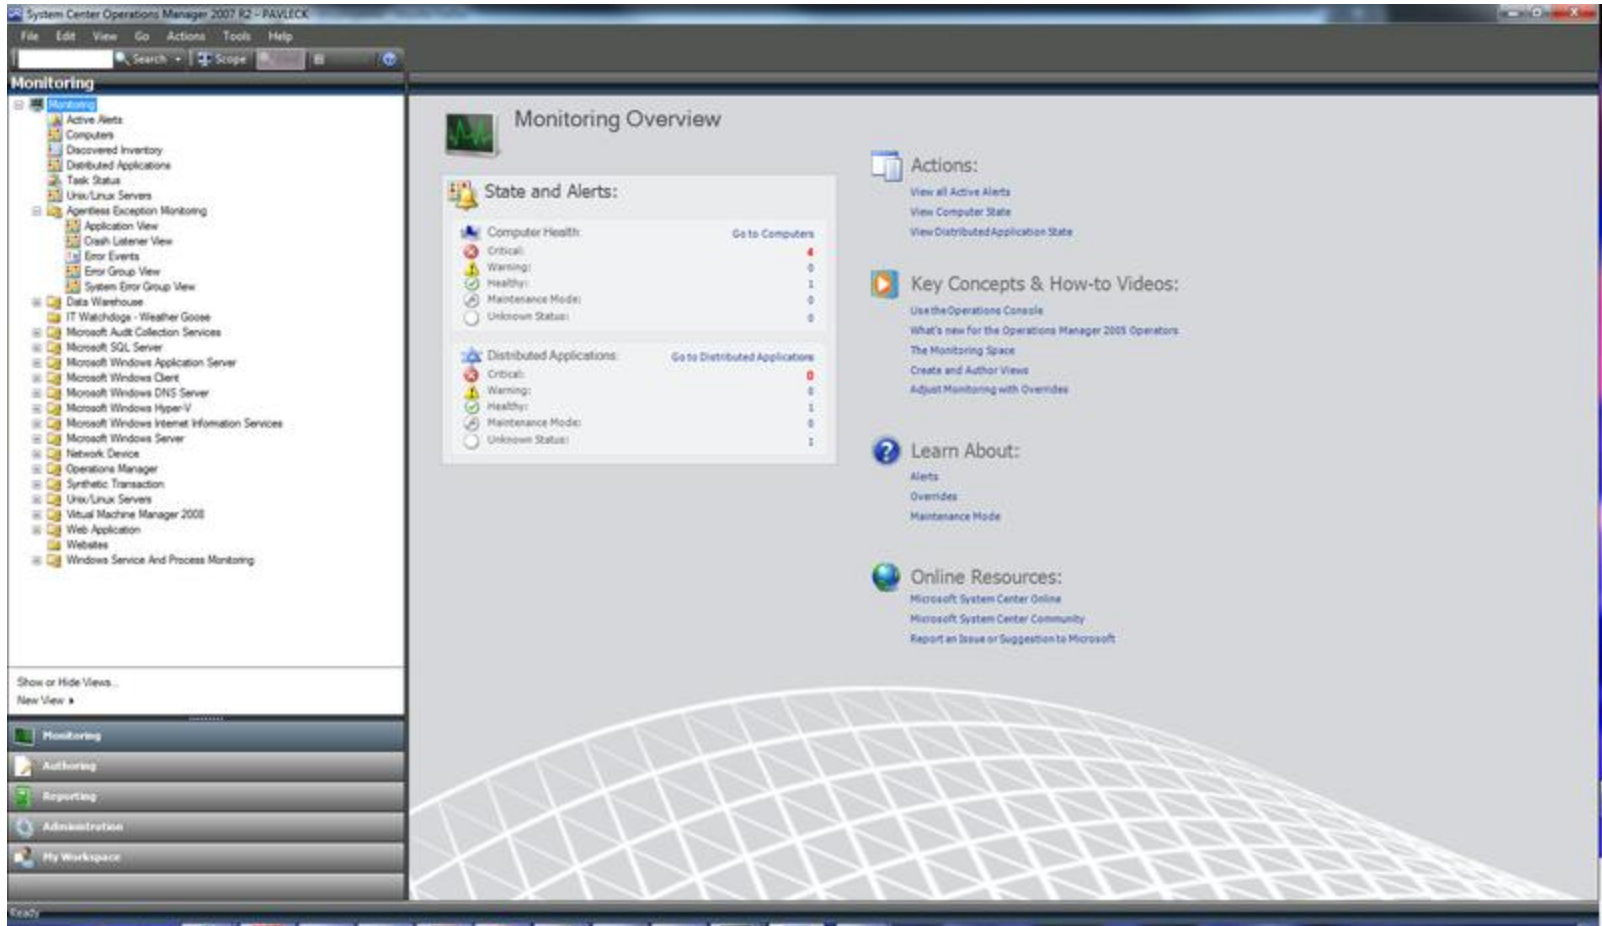 System Center Operations Manager 2007 R2 - PAVLECK
File Edit View Go Actions Tools Help
Search Scope
Monitoring
Monitoring
Active Alerts
Computers
Discovered Inventory
Distributed Applications
Task Status
Unix/Linux Servers
Agentless Exception Monitoring
Application View
Crash Listener View
Error Events
Error Group View
System Error Group View
Data Warehouse
IT Watchdogs - Weather Goose
Microsoft Audit Collection Services
Microsoft SQL Server
Microsoft Windows Application Server
Microsoft Windows Client
Microsoft Windows DNS Server
Microsoft Windows Hyper-V
Microsoft Windows Internet Information Services
Microsoft Windows Server
Network Device
Operations Manager
Synthetic Transaction
Unix/Linux Servers
Virtual Machine Manager 2008
Web Application
Websites
Windows Service And Process Monitoring
Show or Hide Views...
New View
Monitoring
Authoring
Reporting
Administration
My Workspace
Ready
Monitoring Overview
State and Alerts:
Computer Health: Go to Computers
Critical: 4
Warning: 0
Healthy: 1
Maintenance Mode: 0
Unknown Status: 0
Distributed Applications: Go to Distributed Applications
Critical: 0
Warning: 0
Healthy: 1
Maintenance Mode: 0
Unknown Status: 1
Actions:
View all Active Alerts
View Computer State
View Distributed Application State
Key Concepts & How-to Videos:
Use the Operations Console
What's new for the Operations Manager 2005 Operators
The Monitoring Space
Create and Author Views
Adjust Monitoring with Overrides
Learn About:
Alerts
Overrides
Maintenance Mode
Online Resources:
Microsoft System Center Online
Microsoft System Center Community
Report an Issue or Suggestion to Microsoft